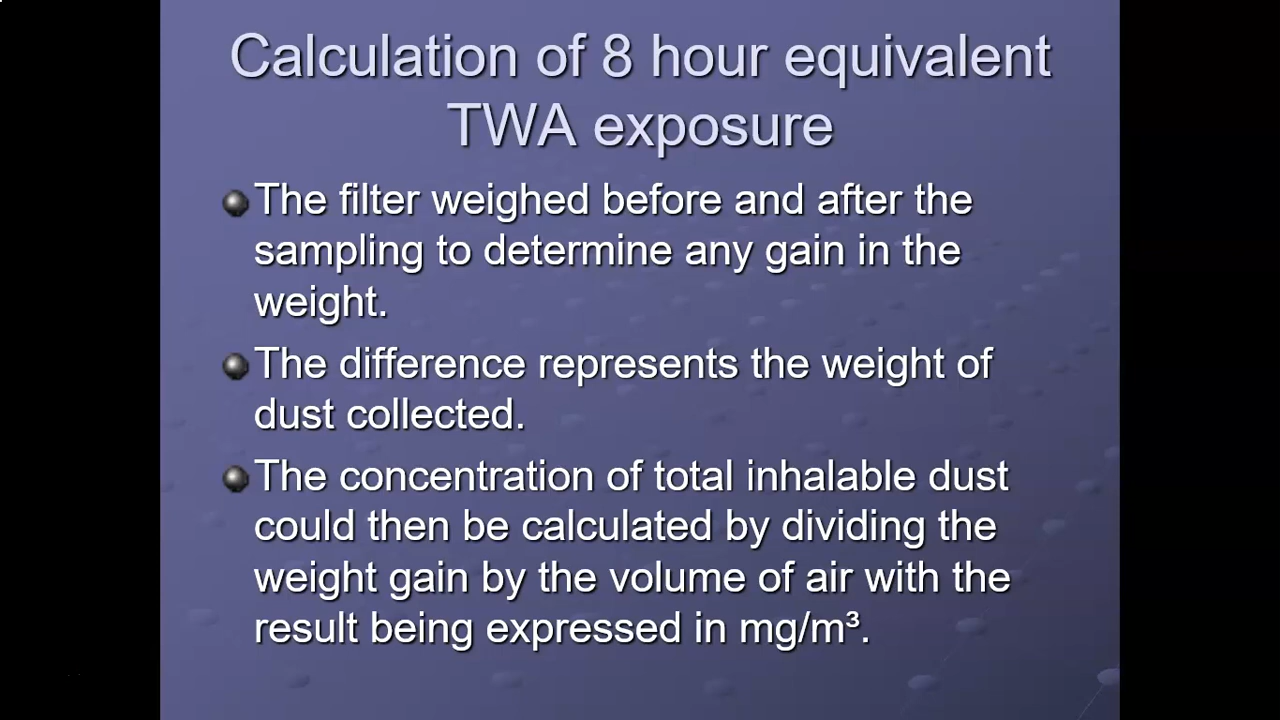 Calculation of 8 hour equivalent
TWA exposure
The filter weighed before and after the
sampling to determine any gain in the
weight.
The difference represents the weight of
dust collected.
The concentration of total inhalable dust
could then be calculated by dividing the
weight gain by the volume of air with the
result being expressed in mg/m³.